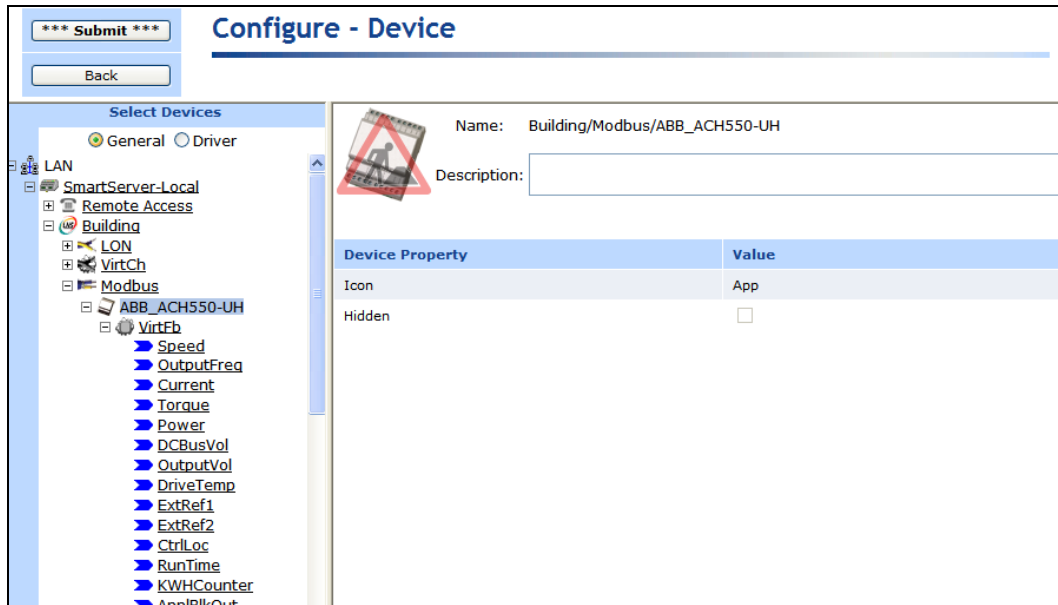 *** Submit ***
Configure - Device
Back
Select Devices
General Driver
LAN
SmartServer-Local
Remote Access
Building
LON
VirtCh
Modbus
ABB_ACH550-UH
VirtFb
Speed
OutputFreq
Current
Torque
Power
DCBusVol
OutputVol
DriveTemp
ExtRef1
ExtRef2
CtrlLoc
RunTime
KWHCounter
ApplBlkOut
Name: Building/Modbus/ABB_ACH550-UH
Description:
Device Property Value
Icon App
Hidden